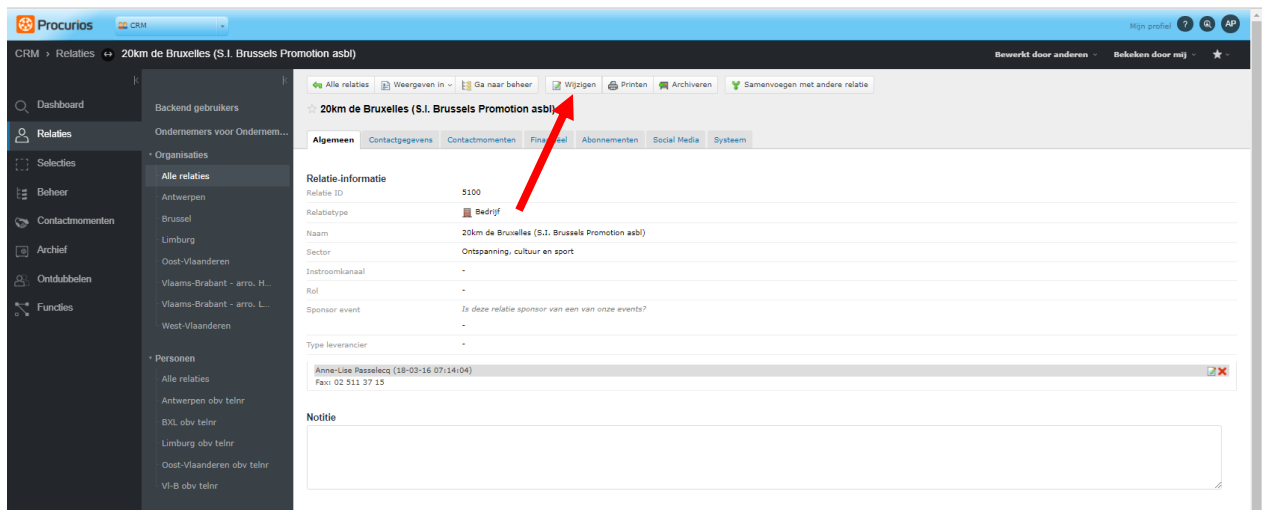 Procurios CRM Mijn profiel ? AP
CRM › Relaties ↔ 20km de Bruxelles (S.I. Brussels Promotion asbl) Bewerkt door anderen Bekeken door mij
Dashboard
Relaties
Selecties
Beheer
Contactmomenten
Archief
Ontdubbelen
Functies
Backend gebruikers
Ondernemers voor Ondernem...
Organisaties
Alle relaties
Antwerpen
Brussel
Limburg
Oost-Vlaanderen
Vlaams-Brabant - arro. H...
Vlaams-Brabant - arro. L...
West-Vlaanderen
Personen
Alle relaties
Antwerpen obv telnr
BXL obv telnr
Limburg obv telnr
Oost-Vlaanderen obv telnr
Vl-B obv telnr
Alle relaties Weergeven in Ga naar beheer Wijzigen Printen Archiveren Samenvoegen met andere relatie
20km de Bruxelles (S.I. Brussels Promotion asbl)
Algemeen Contactgegevens Contactmomenten Abonnementen Social Media Systeem
Relatie-informatie
Relatie ID 5100
Relatietype Bedrijf
Naam 20km de Bruxelles (S.I. Brussels Promotion asbl)
Sector Ontspanning, cultuur en sport
Instroomkanaal -
Rol -
Sponsor event Is deze relatie sponsor van een van onze events?
-
Type leverancier -
Anne-Lise Passelecq (18-03-16 07:14:04)
Fax: 02 511 37 15
Notitie